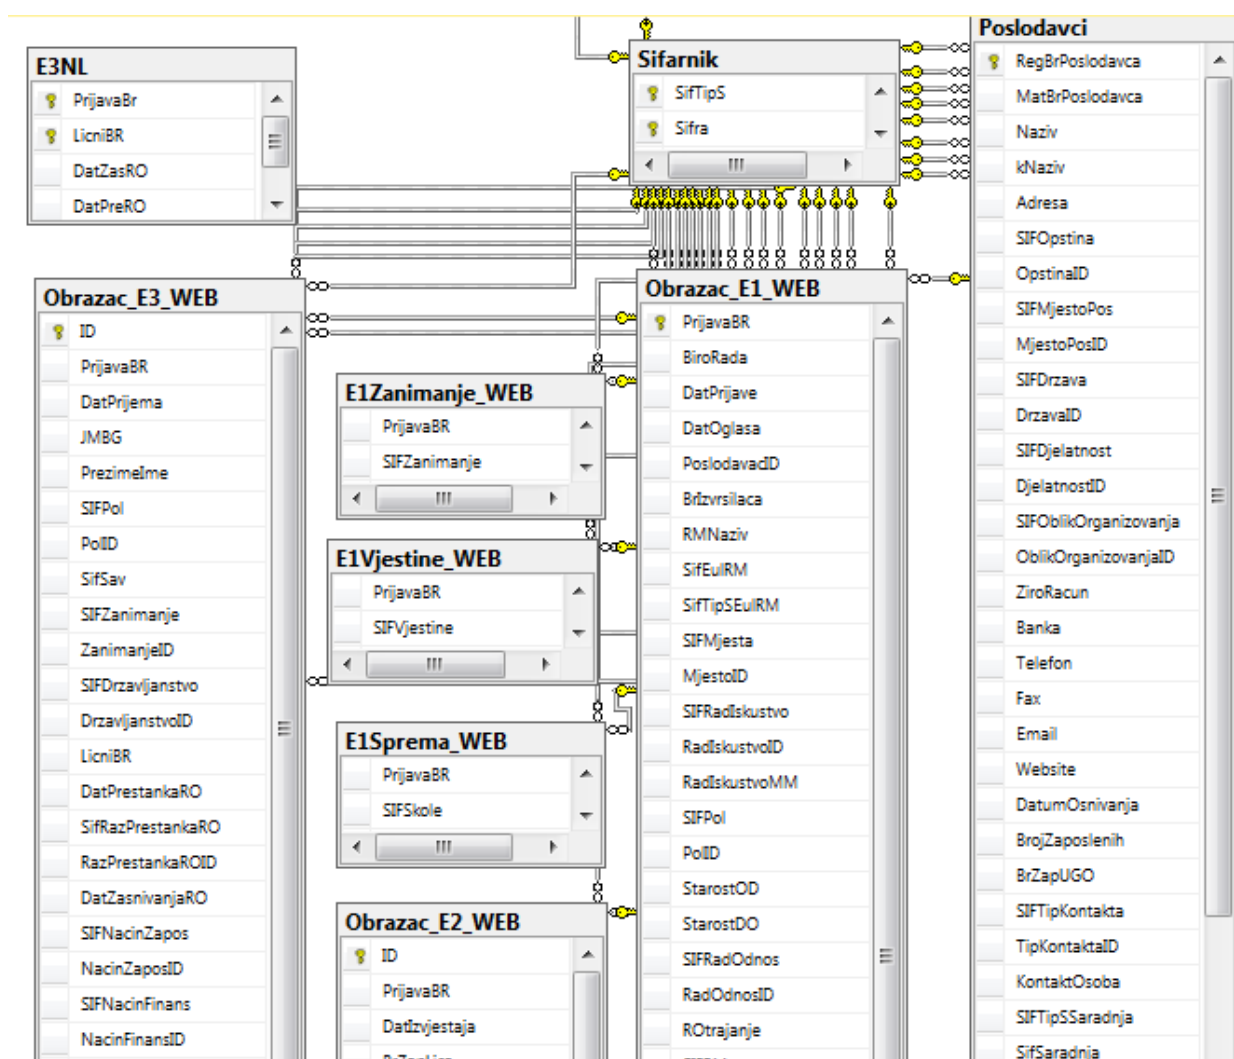 E3NL
PrijavaBr
LicniBR
DatZasRO
DatPreRO
Sifarnik
SifTipS
Sifra
Poslodavci
RegBrPoslodavca
MatBrPoslodavca
Naziv
kNaziv
Adresa
SIFOpstina
OpstinaID
SIFMjestoPos
MjestoPosID
SIFDrzava
DrzavaID
SIFDjelatnost
DjelatnostID
SIFOblikOrganizovanja
OblikOrganizovanjaID
ZiroRacun
Banka
Telefon
Fax
Email
Website
DatumOsnivanja
BrojZaposlenih
BrZapUGO
SIFTipKontakta
TipKontaktaID
KontaktOsoba
SIFTipSSaradnja
SifSaradnia
Obrazac_E3_WEB
ID
PrijavaBR
DatPrijema
JMBG
PrezimeIme
SIFPol
PolID
SifSav
SIFZanimanje
ZanimanjeID
SIFDrzavljanstvo
DrzavljanstvoID
LicniBR
DatPrestankaRO
SifRazPrestankaRO
RazPrestankaROID
DatZasnivanjaRO
SIFNacinZapos
NacinZaposID
SIFNacinFinans
NacinFinansID
E1Zanimanje_WEB
PrijavaBR
SIFZanimanje
E1Vjestine_WEB
PrijavaBR
SIFVjestine
E1Sprema_WEB
PrijavaBR
SIFSkole
Obrazac_E2_WEB
ID
PrijavaBR
DatIzvjestaja
Obrazac_E1_WEB
PrijavaBR
BiroRada
DatPrijave
DatOglasa
PoslodavacID
BrIzvrsilaca
RMNaziv
SifEulRM
SifTipSEulRM
SIFMjesta
MjestoID
SIFRadIskustvo
RadIskustvoID
RadIskustvoMM
SIFPol
PolID
StarostOD
StarostDO
SIFRadOdnos
RadOdnosID
ROtrajanje